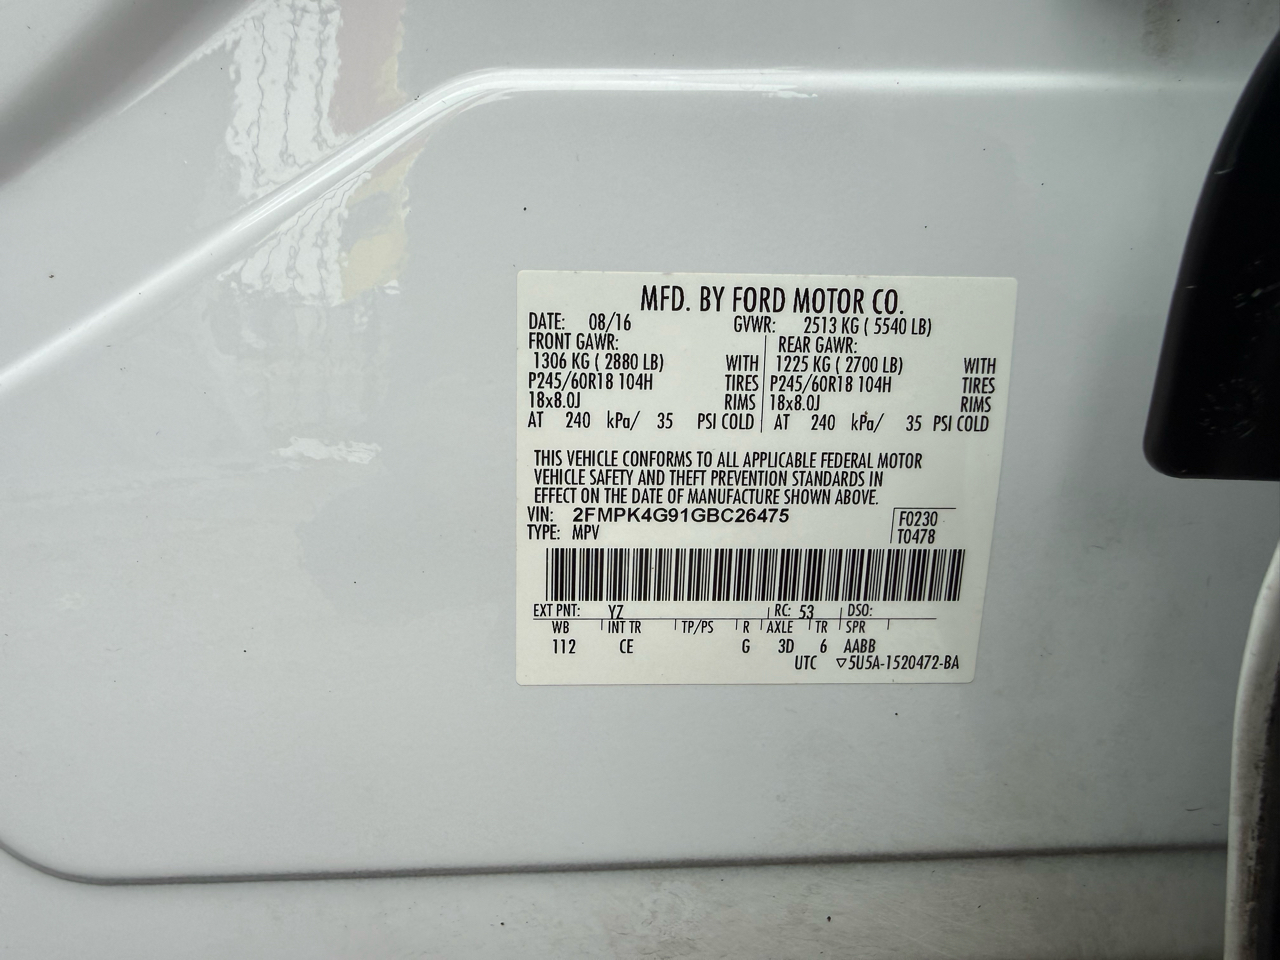 MFD. BY FORD MOTOR CO.
DATE: 08/16 GVWR: 2513 KG ( 5540 LB)
FRONT GAWR: REAR GAWR:
1306 KG ( 2880 LB) WITH 1225 KG ( 2700 LB) WITH
P245/60R18 104H TIRES P245/60R18 104H TIRES
18x8.0J RIMS 18x8.0J RIMS
AT 240 kPa/ 35 PSI COLD AT 240 kPa/ 35 PSI COLD
THIS VEHICLE CONFORMS TO ALL APPLICABLE FEDERAL MOTOR
VEHICLE SAFETY AND THEFT PREVENTION STANDARDS IN
EFFECT ON THE DATE OF MANUFACTURE SHOWN ABOVE.
VIN: 2FMPK4G91GBC26475 F0230
TYPE: MPV T0478
EXT PNT: YZ RC: 53 DSO:
WB INT TR TP/PS R AXLE TR SPR
112 CE G 3D 6 AABB
UTC ▽5U5A-1520472-BA